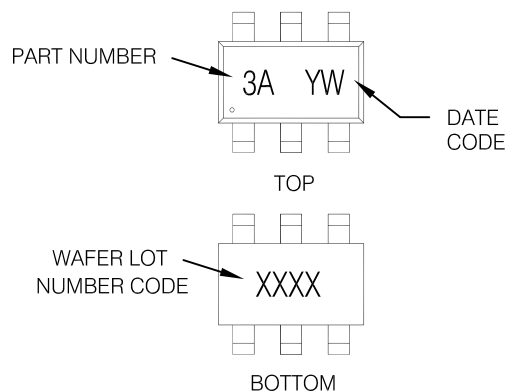 PART NUMBER
3A YW
DATE
CODE
TOP
WAFER LOT
NUMBER CODE
XXXX
BOTTOM